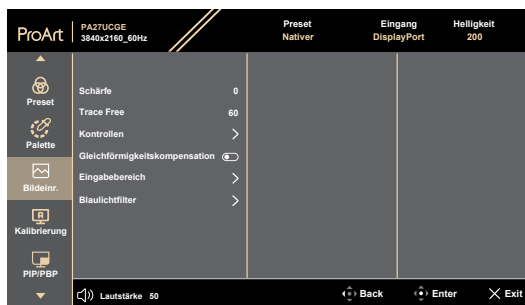 ProArt
PA27UCGE
3840x2160_60Hz
Preset
Nativer
Eingang
DisplayPort
Helligkeit
200
Preset
Palette
Bildeinr.
Kalibrierung
PIP/PBP
Schärfe 0
Trace Free 60
Kontrollen
Gleichförmigkeitskompensation
Eingabebereich
Blaulichtfilter
Lautstärke 50
Back
Enter
Exit